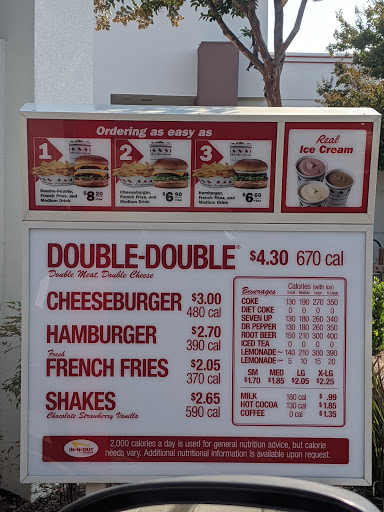 Ordering as easy as
1 2 3
Double-Double, French Fries, and Medium Drink $8.20
Cheeseburger, French Fries, and Medium Drink $6.90
Hamburger, French Fries, and Medium Drink $6.60
Real
ICE CREAM
DOUBLE-DOUBLE® $4.30 670 cal
Double Meat, Double Cheese
CHEESEBURGER $3.00
480 cal
HAMBURGER $2.70
390 cal
Fresh
FRENCH FRIES $2.05
370 cal
SHAKES $2.65
Chocolate Strawberry Vanilla 590 cal
Beverages Calories (with ice)
Small Medium Large X-Large
COKE 130 190 270 350
DIET COKE 0 0 0 0
SEVEN UP 130 180 260 340
DR PEPPER 130 180 260 350
ROOT BEER 150 210 300 400
ICED TEA 0 0 0 0
LEMONADE 140 210 300 390
LEMONADE 5 10 15 20
SM MED LG X-LG
$1.70 $1.85 $2.05 $2.25
MILK 180 cal $ .99
HOT COCOA 130 cal $1.85
COFFEE 0 cal $1.35
IN-N-OUT
2,000 calories a day is used for general nutrition advice, but calorie
needs vary. Additional nutritional information is available upon request.